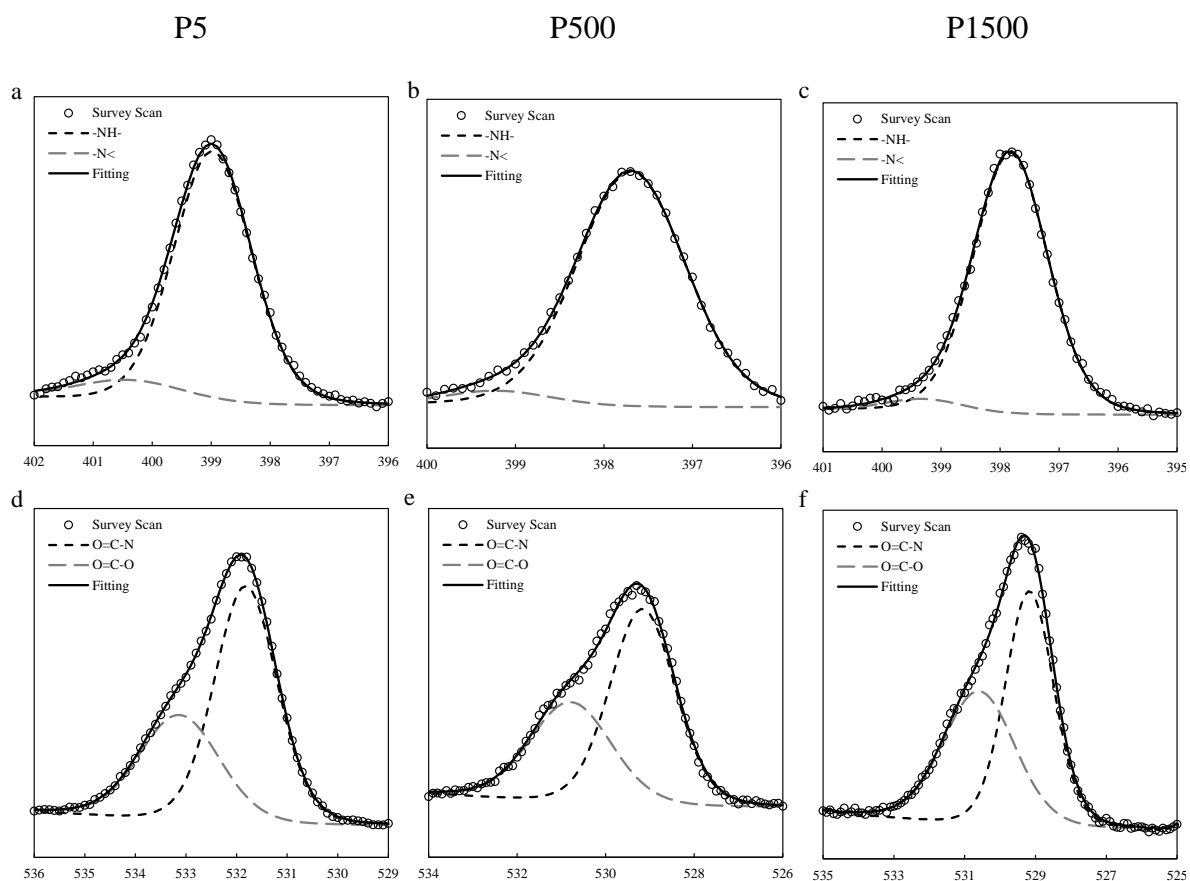 P5 P500 P1500
a
Survey Scan
-NH-
-N<
Fitting
402 401 400 399 398 397 396
b
Survey Scan
-NH-
-N<
Fitting
400 399 398 397 396
c
Survey Scan
-NH-
-N<
Fitting
401 400 399 398 397 396 395
d
Survey Scan
O=C-N
O=C-O
Fitting
536 535 534 533 532 531 530 529
e
Survey Scan
O=C-N
O=C-O
Fitting
534 532 530 528 526
f
Survey Scan
O=C-N
O=C-O
Fitting
535 533 531 529 527 525